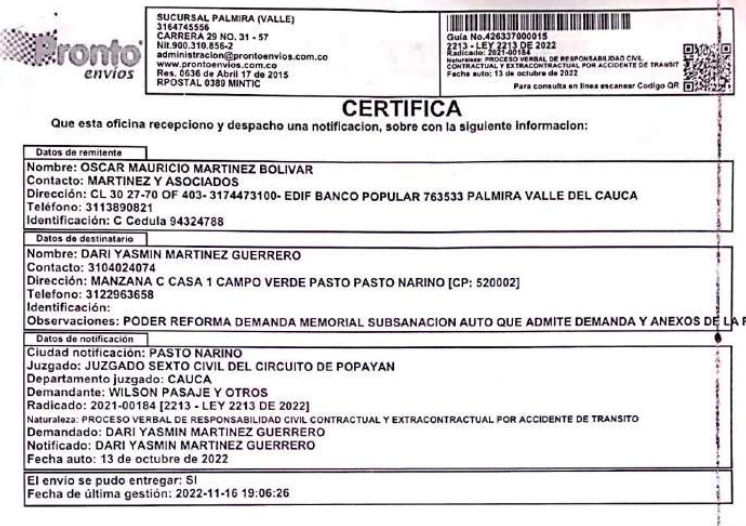 Pronto
envíos
SUCURSAL PALMIRA (VALLE)
3164745556
CARRERA 29 NO. 31 - 57
Nit.900.310.856-2
administracion@prontoenvios.com.co
www.prontoenvios.com.co
Res. 0636 de Abril 17 de 2015
RPOSTAL 0389 MINTIC
Guía No.426337000015
2213 - LEY 2213 DE 2022
Radicado: 2021-00184
Naturaleza: PROCESO VERBAL DE RESPONSABILIDAD CIVIL
CONTRACTUAL Y EXTRACONTRACTUAL POR ACCIDENTE DE TRANSIT
Fecha auto: 13 de octubre de 2022
Para consulta en linea escanear Codigo QR
CERTIFICA
Que esta oficina recepciono y despacho una notificacion, sobre con la siguiente informacion:
Datos de remitente
Nombre: OSCAR MAURICIO MARTINEZ BOLIVAR
Contacto: MARTINEZ Y ASOCIADOS
Dirección: CL 30 27-70 OF 403- 3174473100- EDIF BANCO POPULAR 763533 PALMIRA VALLE DEL CAUCA
Teléfono: 3113890821
Identificación: C Cedula 94324788
Datos de destinatario
Nombre: DARI YASMIN MARTINEZ GUERRERO
Contacto: 3104024074
Dirección: MANZANA C CASA 1 CAMPO VERDE PASTO PASTO NARINO [CP: 520002]
Telefono: 3122963658
Identificación:
Observaciones: PODER REFORMA DEMANDA MEMORIAL SUBSANACION AUTO QUE ADMITE DEMANDA Y ANEXOS DE LA
Datos de notificación
Ciudad notificación: PASTO NARINO
Juzgado: JUZGADO SEXTO CIVIL DEL CIRCUITO DE POPAYAN
Departamento juzgado: CAUCA
Demandante: WILSON PASAJE Y OTROS
Radicado: 2021-00184 [2213 - LEY 2213 DE 2022]
Naturaleza: PROCESO VERBAL DE RESPONSABILIDAD CIVIL CONTRACTUAL Y EXTRACONTRACTUAL POR ACCIDENTE DE TRANSITO
Demandado: DARI YASMIN MARTINEZ GUERRERO
Notificado: DARI YASMIN MARTINEZ GUERRERO
Fecha auto: 13 de octubre de 2022
El envio se pudo entregar: SI
Fecha de última gestión: 2022-11-16 19:06:26